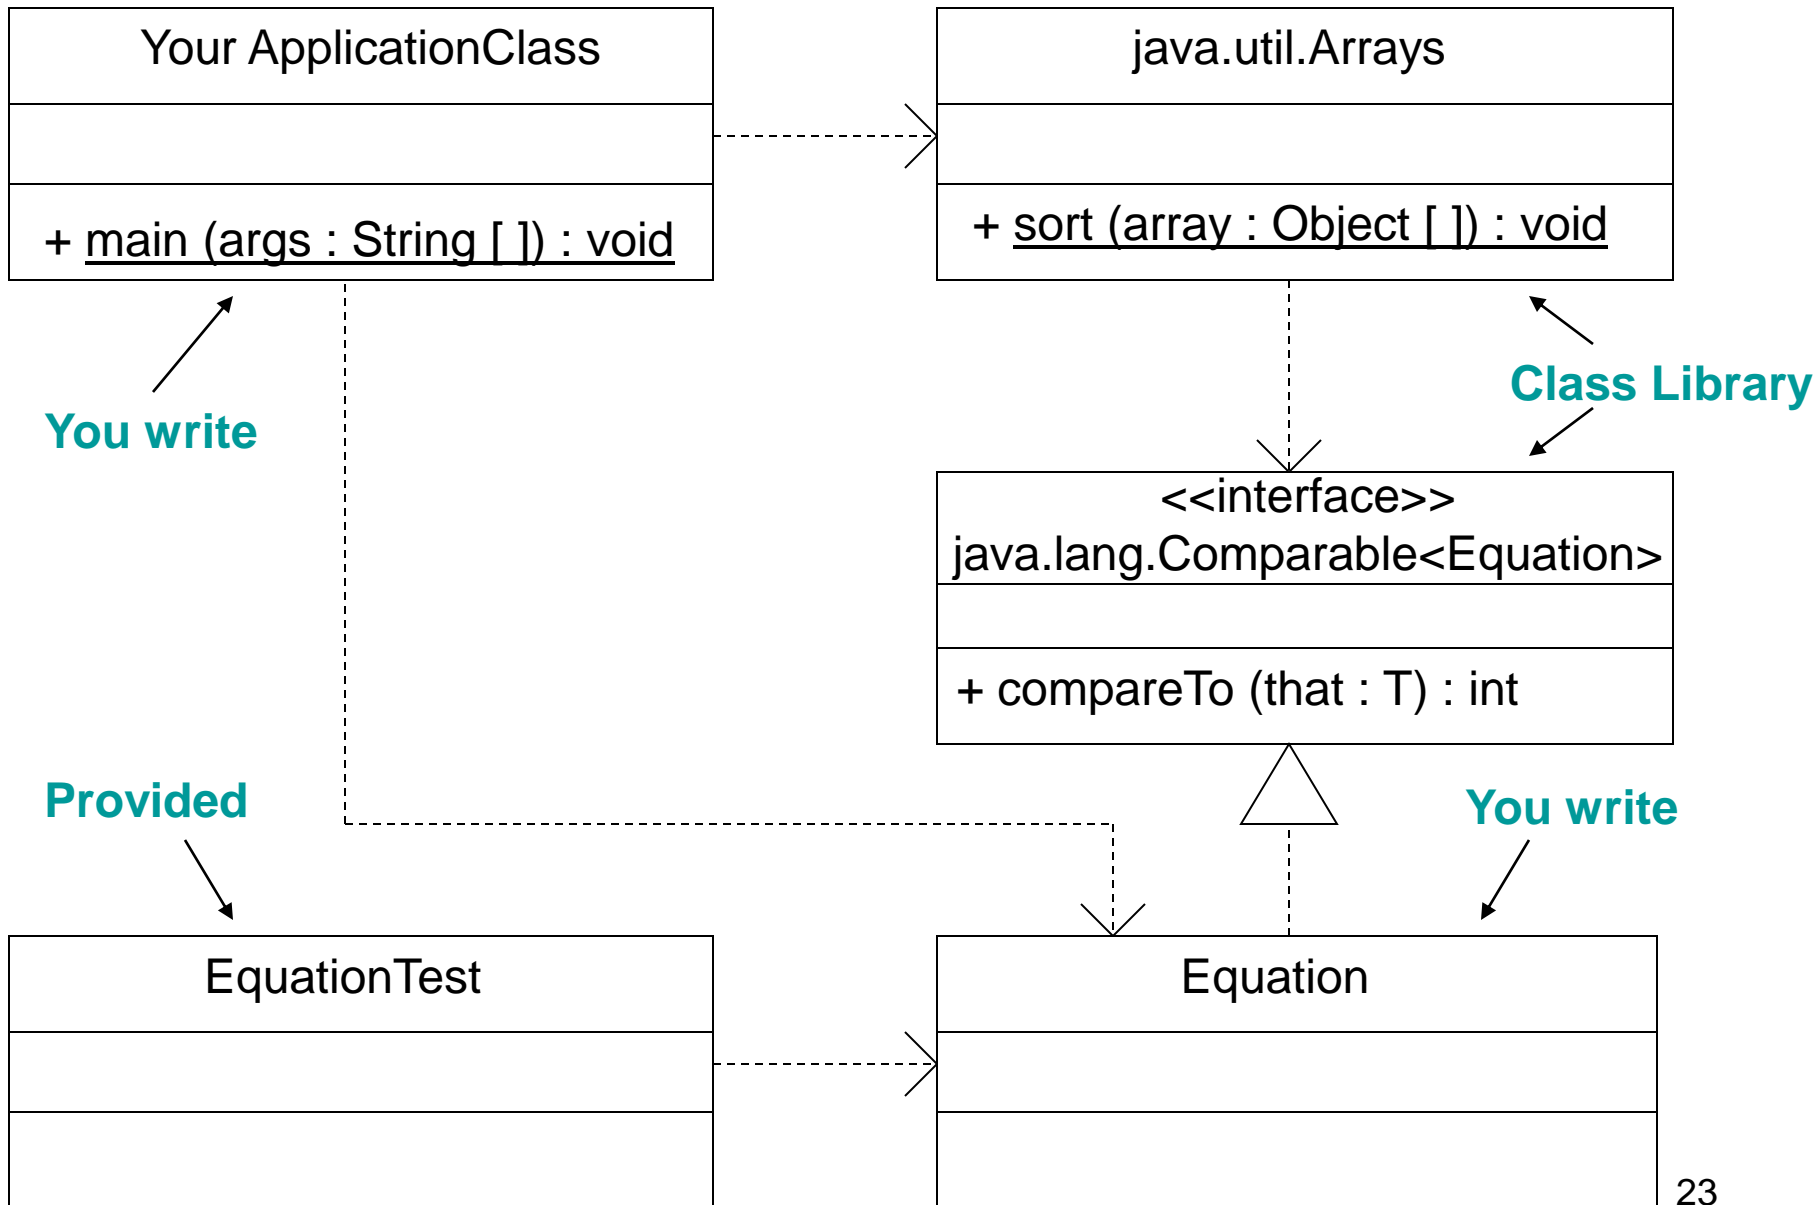 Your ApplicationClass
java.util.Arrays
+ main (args : String [ ]) : void
+ sort (array : Object [ ]) : void
You write
Class Library
<<interface>>
java.lang.Comparable<Equation>
+ compareTo (that : T) : int
Provided
You write
EquationTest
Equation
23